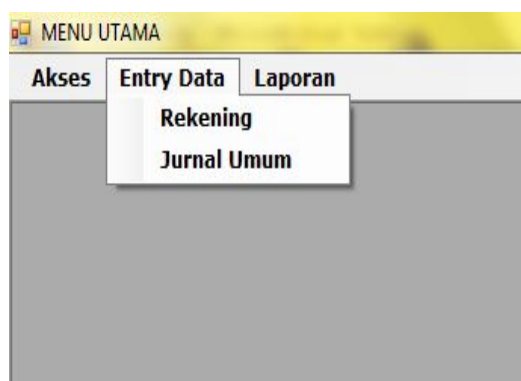 MENU UTAMA
Akses Entry Data Laporan
Rekening
Jurnal Umum